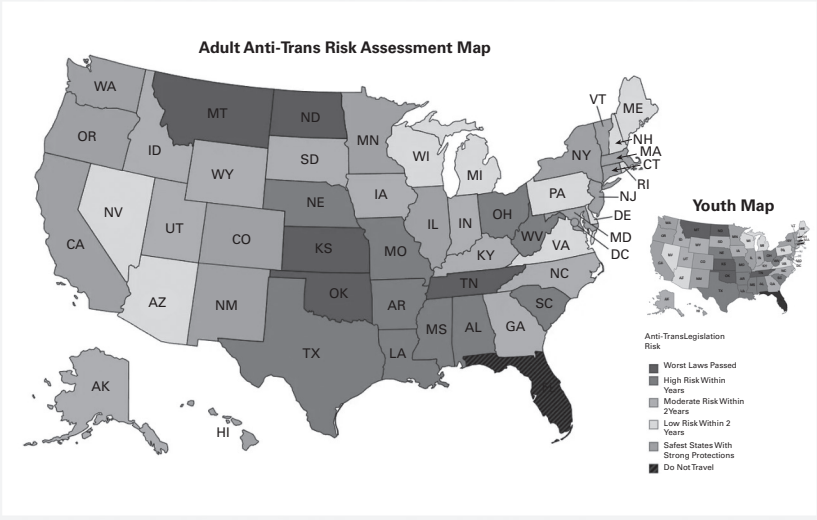 Adult Anti-Trans Risk Assessment Map
WA
MT
ND
MN
VT
ME
OR
ID
SD
WI
MI
NY
NH
MA
CT
RI
WY
NE
IA
PA
NJ
NV
UT
CO
IL
IN
OH
DE
MD
DC
CA
KS
MO
WV
VA
KY
AZ
NM
OK
AR
TN
NC
SC
TX
LA
MS
AL
GA
AK
HI
Youth Map
Anti-TransLegislation
Risk
Worst Laws Passed
High Risk Within
Years
Moderate Risk Within
2Years
Low Risk Within 2
Years
Safest States With
Strong Protections
Do Not Travel